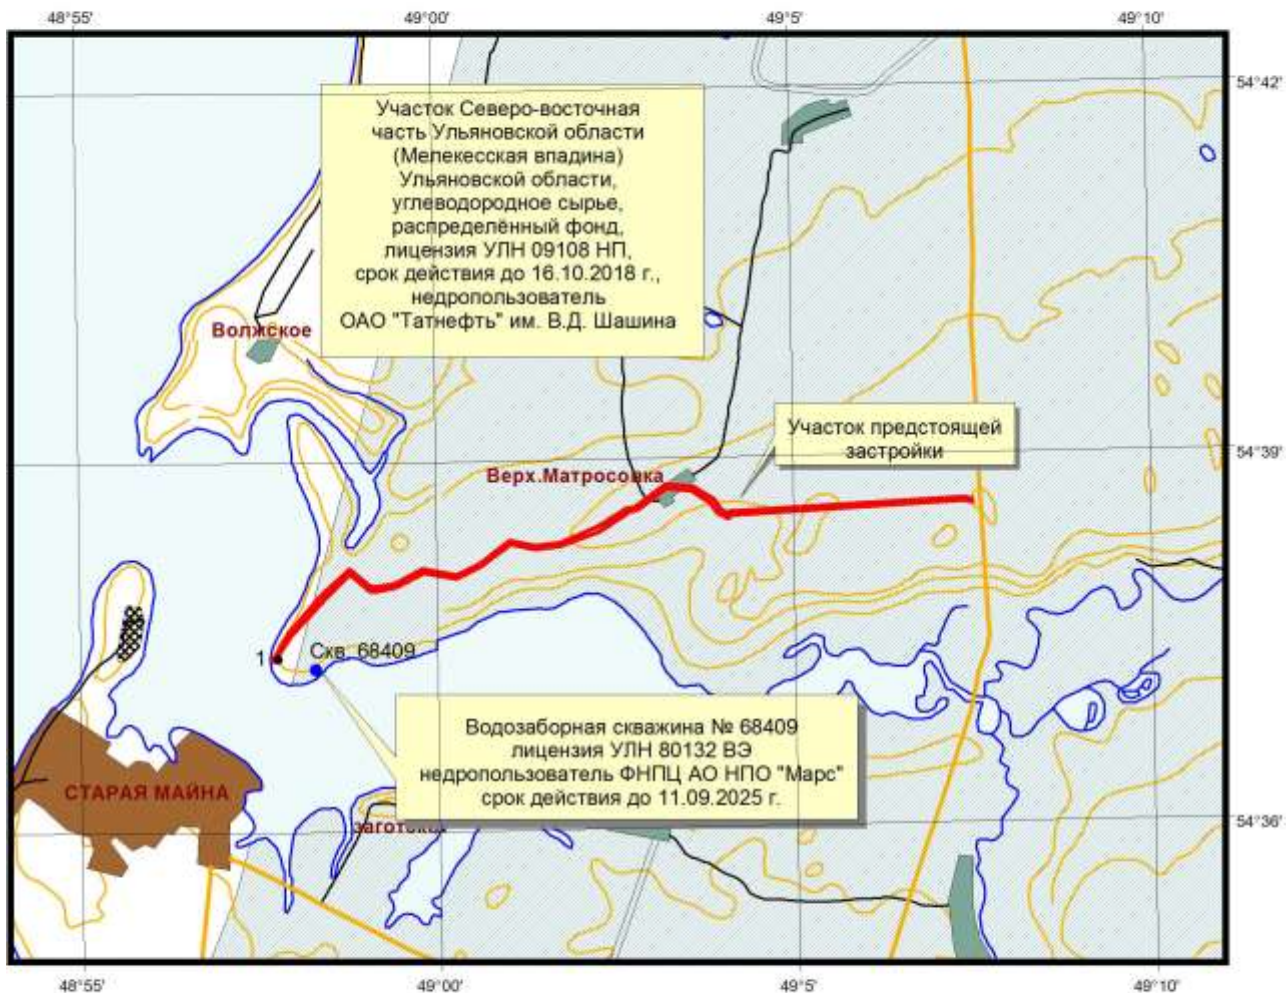 48°55' 49°00' 49°5' 49°10'
54°42'
Участок Северо-восточная
часть Ульяновской области
(Мелекесская впадина)
Ульяновской области,
углеводородное сырье,
распределённый фонд,
лицензия УЛН 09108 НП,
срок действия до 16.10.2018 г.,
недропользователь
ОАО "Татнефть" им. В.Д. Шашина
Волжское
Участок предстоящей
застройки
54°39'
Верх.Матросовка
1
Скв. 68409
Водозаборная скважина № 68409
лицензия УЛН 80132 ВЭ
недропользователь ФНПЦ АО НПО "Марс"
срок действия до 11.09.2025 г.
СТАРАЯ МАЙНА
54°36'
48°55' 49°00' 49°5' 49°10'